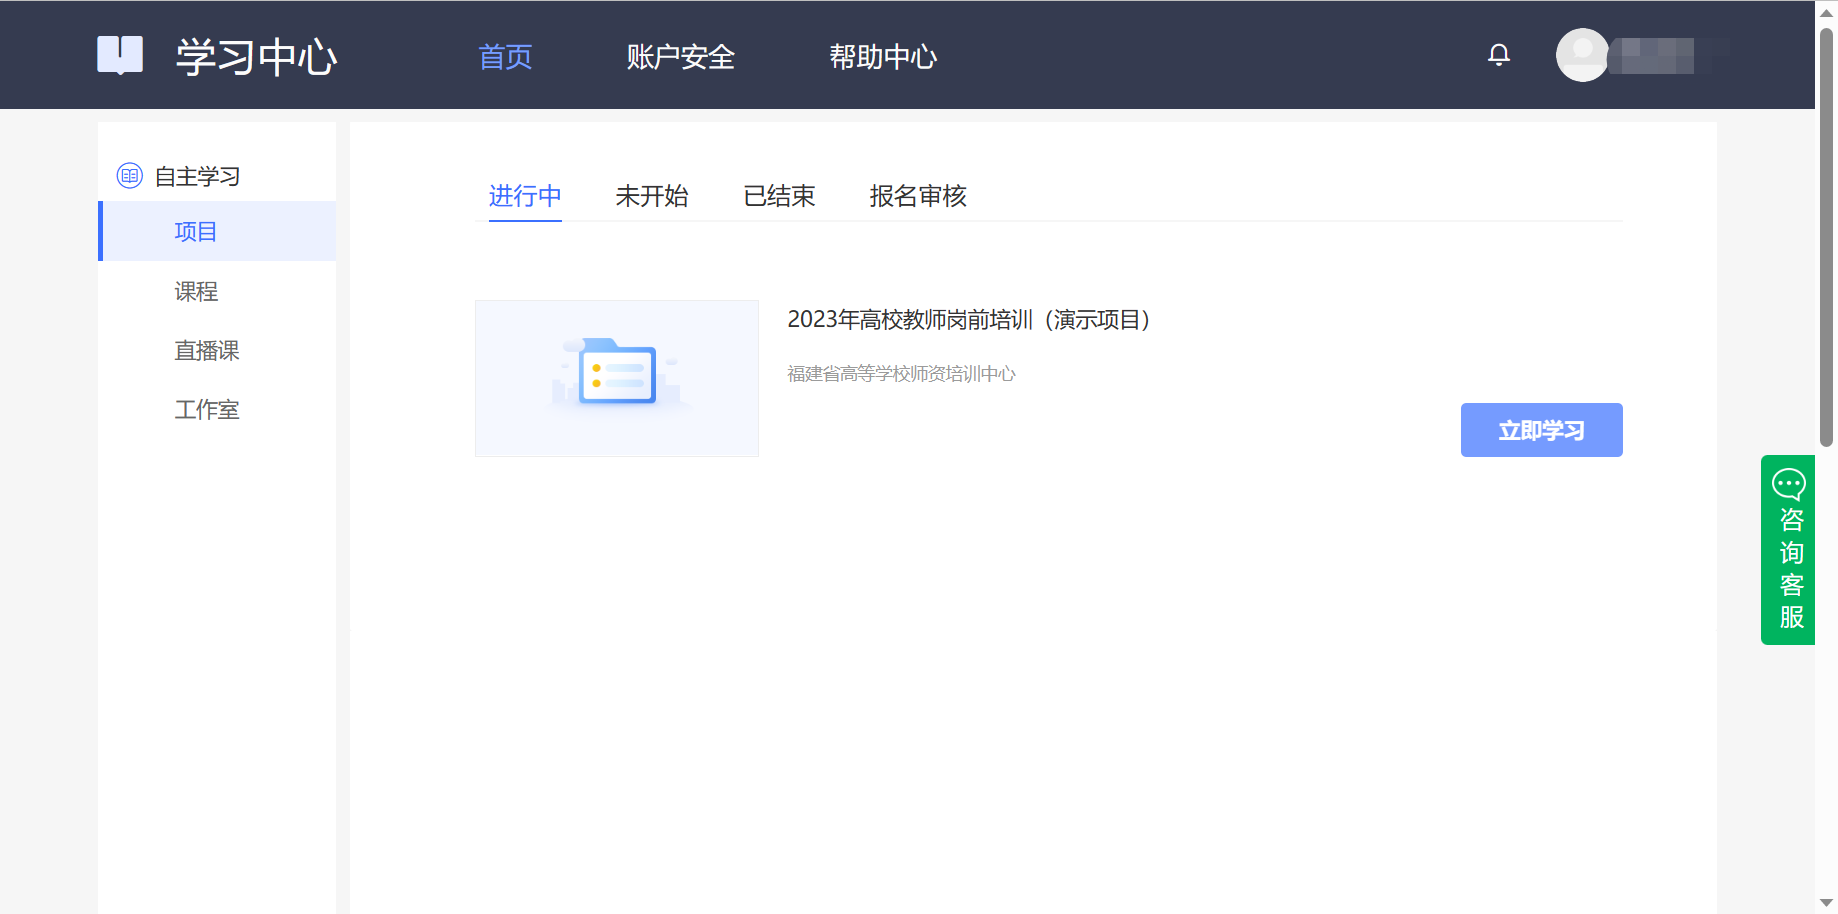 学习中心
首页
账户安全
帮助中心
自主学习
项目
课程
直播课
工作室
进行中
未开始
已结束
报名审核
2023年高校教师岗前培训（演示项目）
福建省高等学校师资培训中心
立即学习
咨询客服